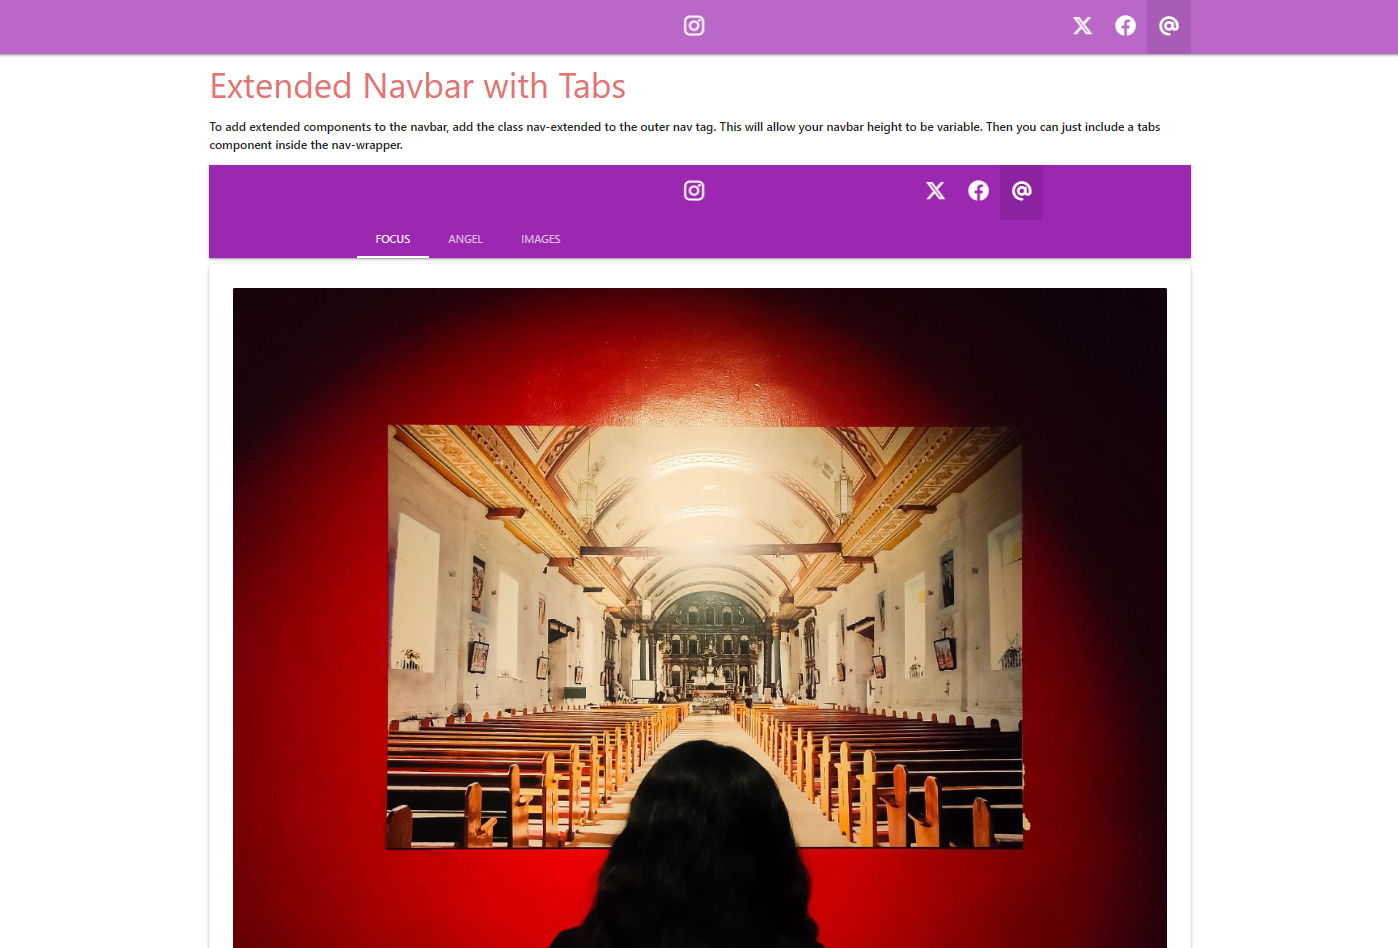 Extended Navbar with Tabs
To add extended components to the navbar, add the class nav-extended to the outer nav tag. This will allow your navbar height to be variable. Then you can just include a tabs
component inside the nav-wrapper.
FOCUS ANGEL IMAGES